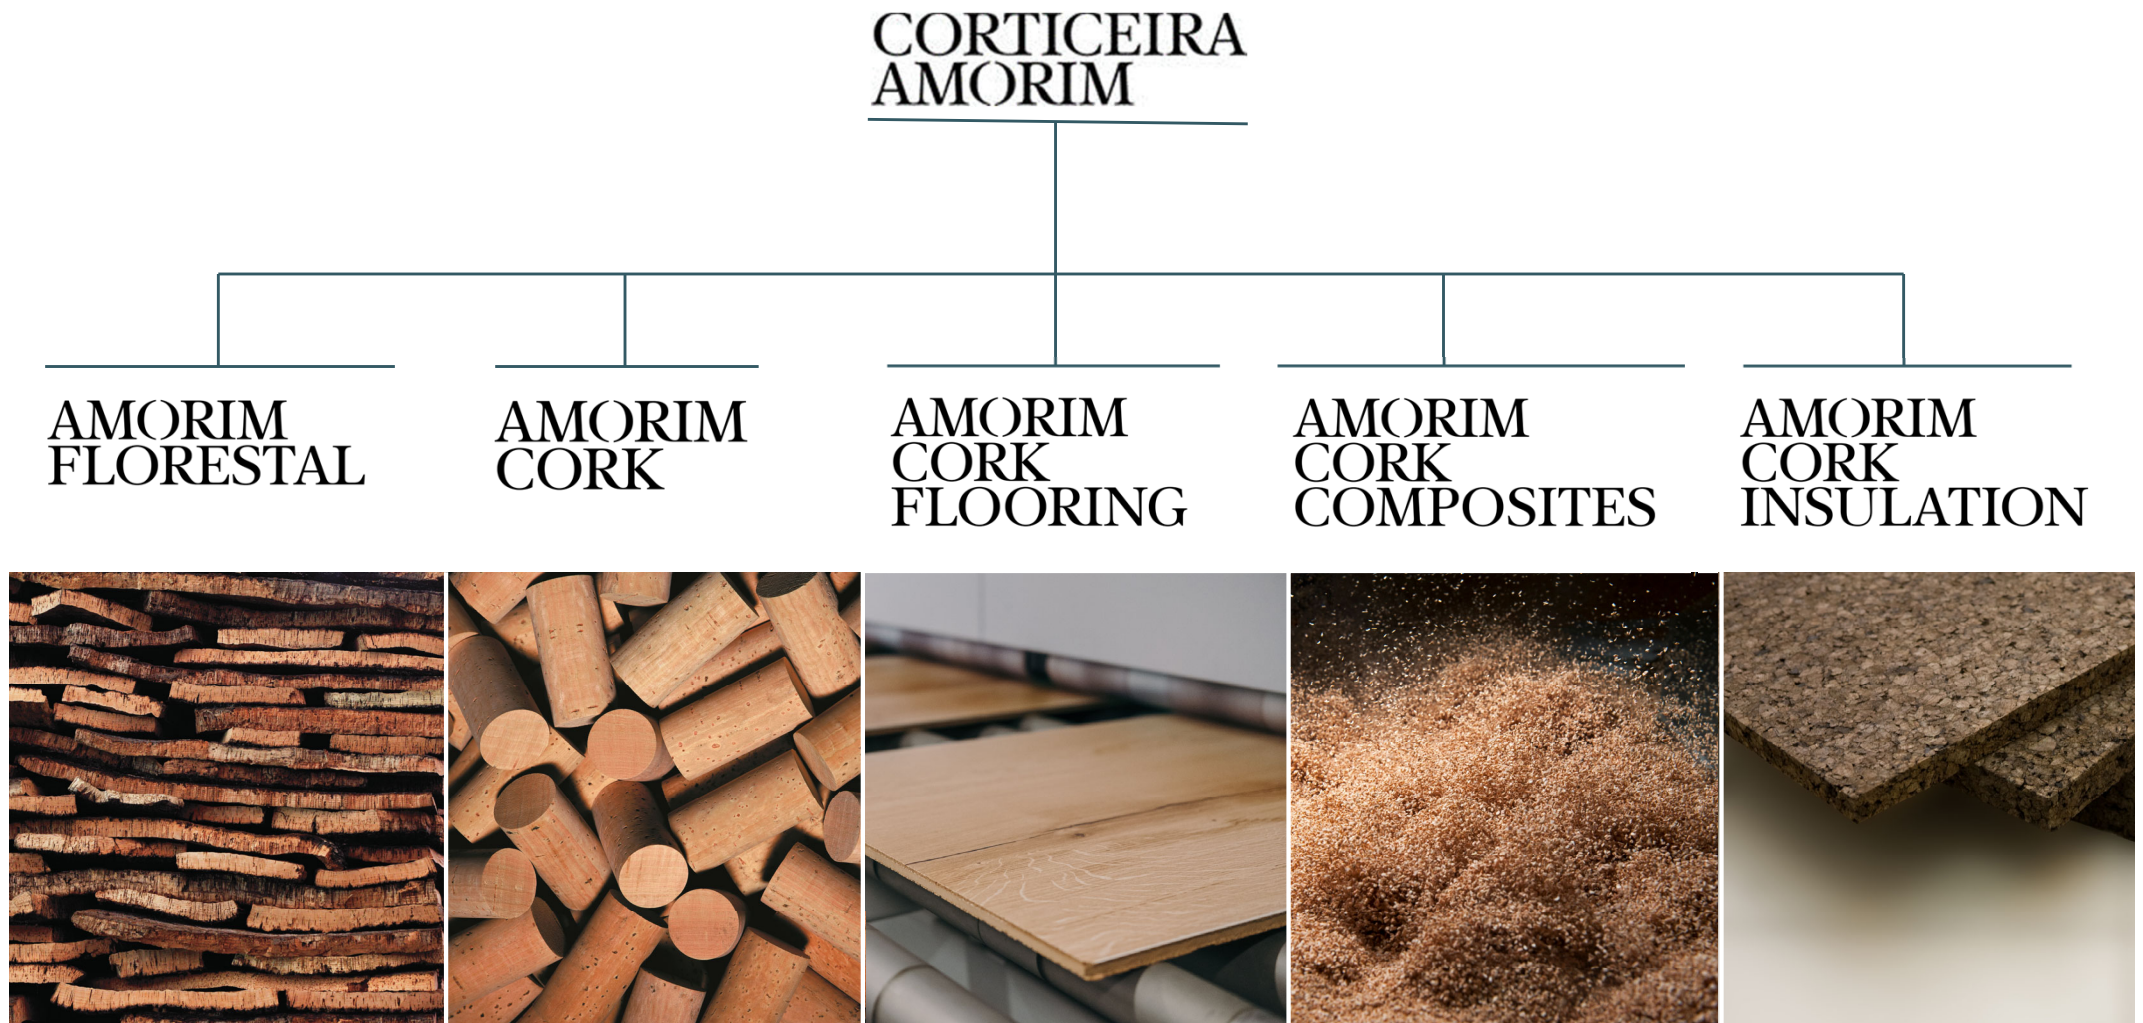 CORTICEIRA
AMORIM
AMORIM
FLORESTAL
AMORIM
CORK
AMORIM
CORK
FLOORING
AMORIM
CORK
COMPOSITES
AMORIM
CORK
INSULATION